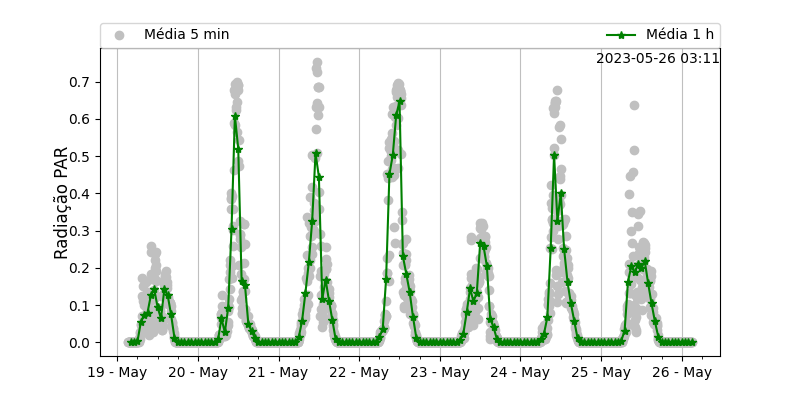 Média 5 min
Média 1 h
2023-05-26 03:11
Radiação PAR
0.7
0.6
0.5
0.4
0.3
0.2
0.1
0.0
19 - May
20 - May
21 - May
22 - May
23 - May
24 - May
25 - May
26 - May